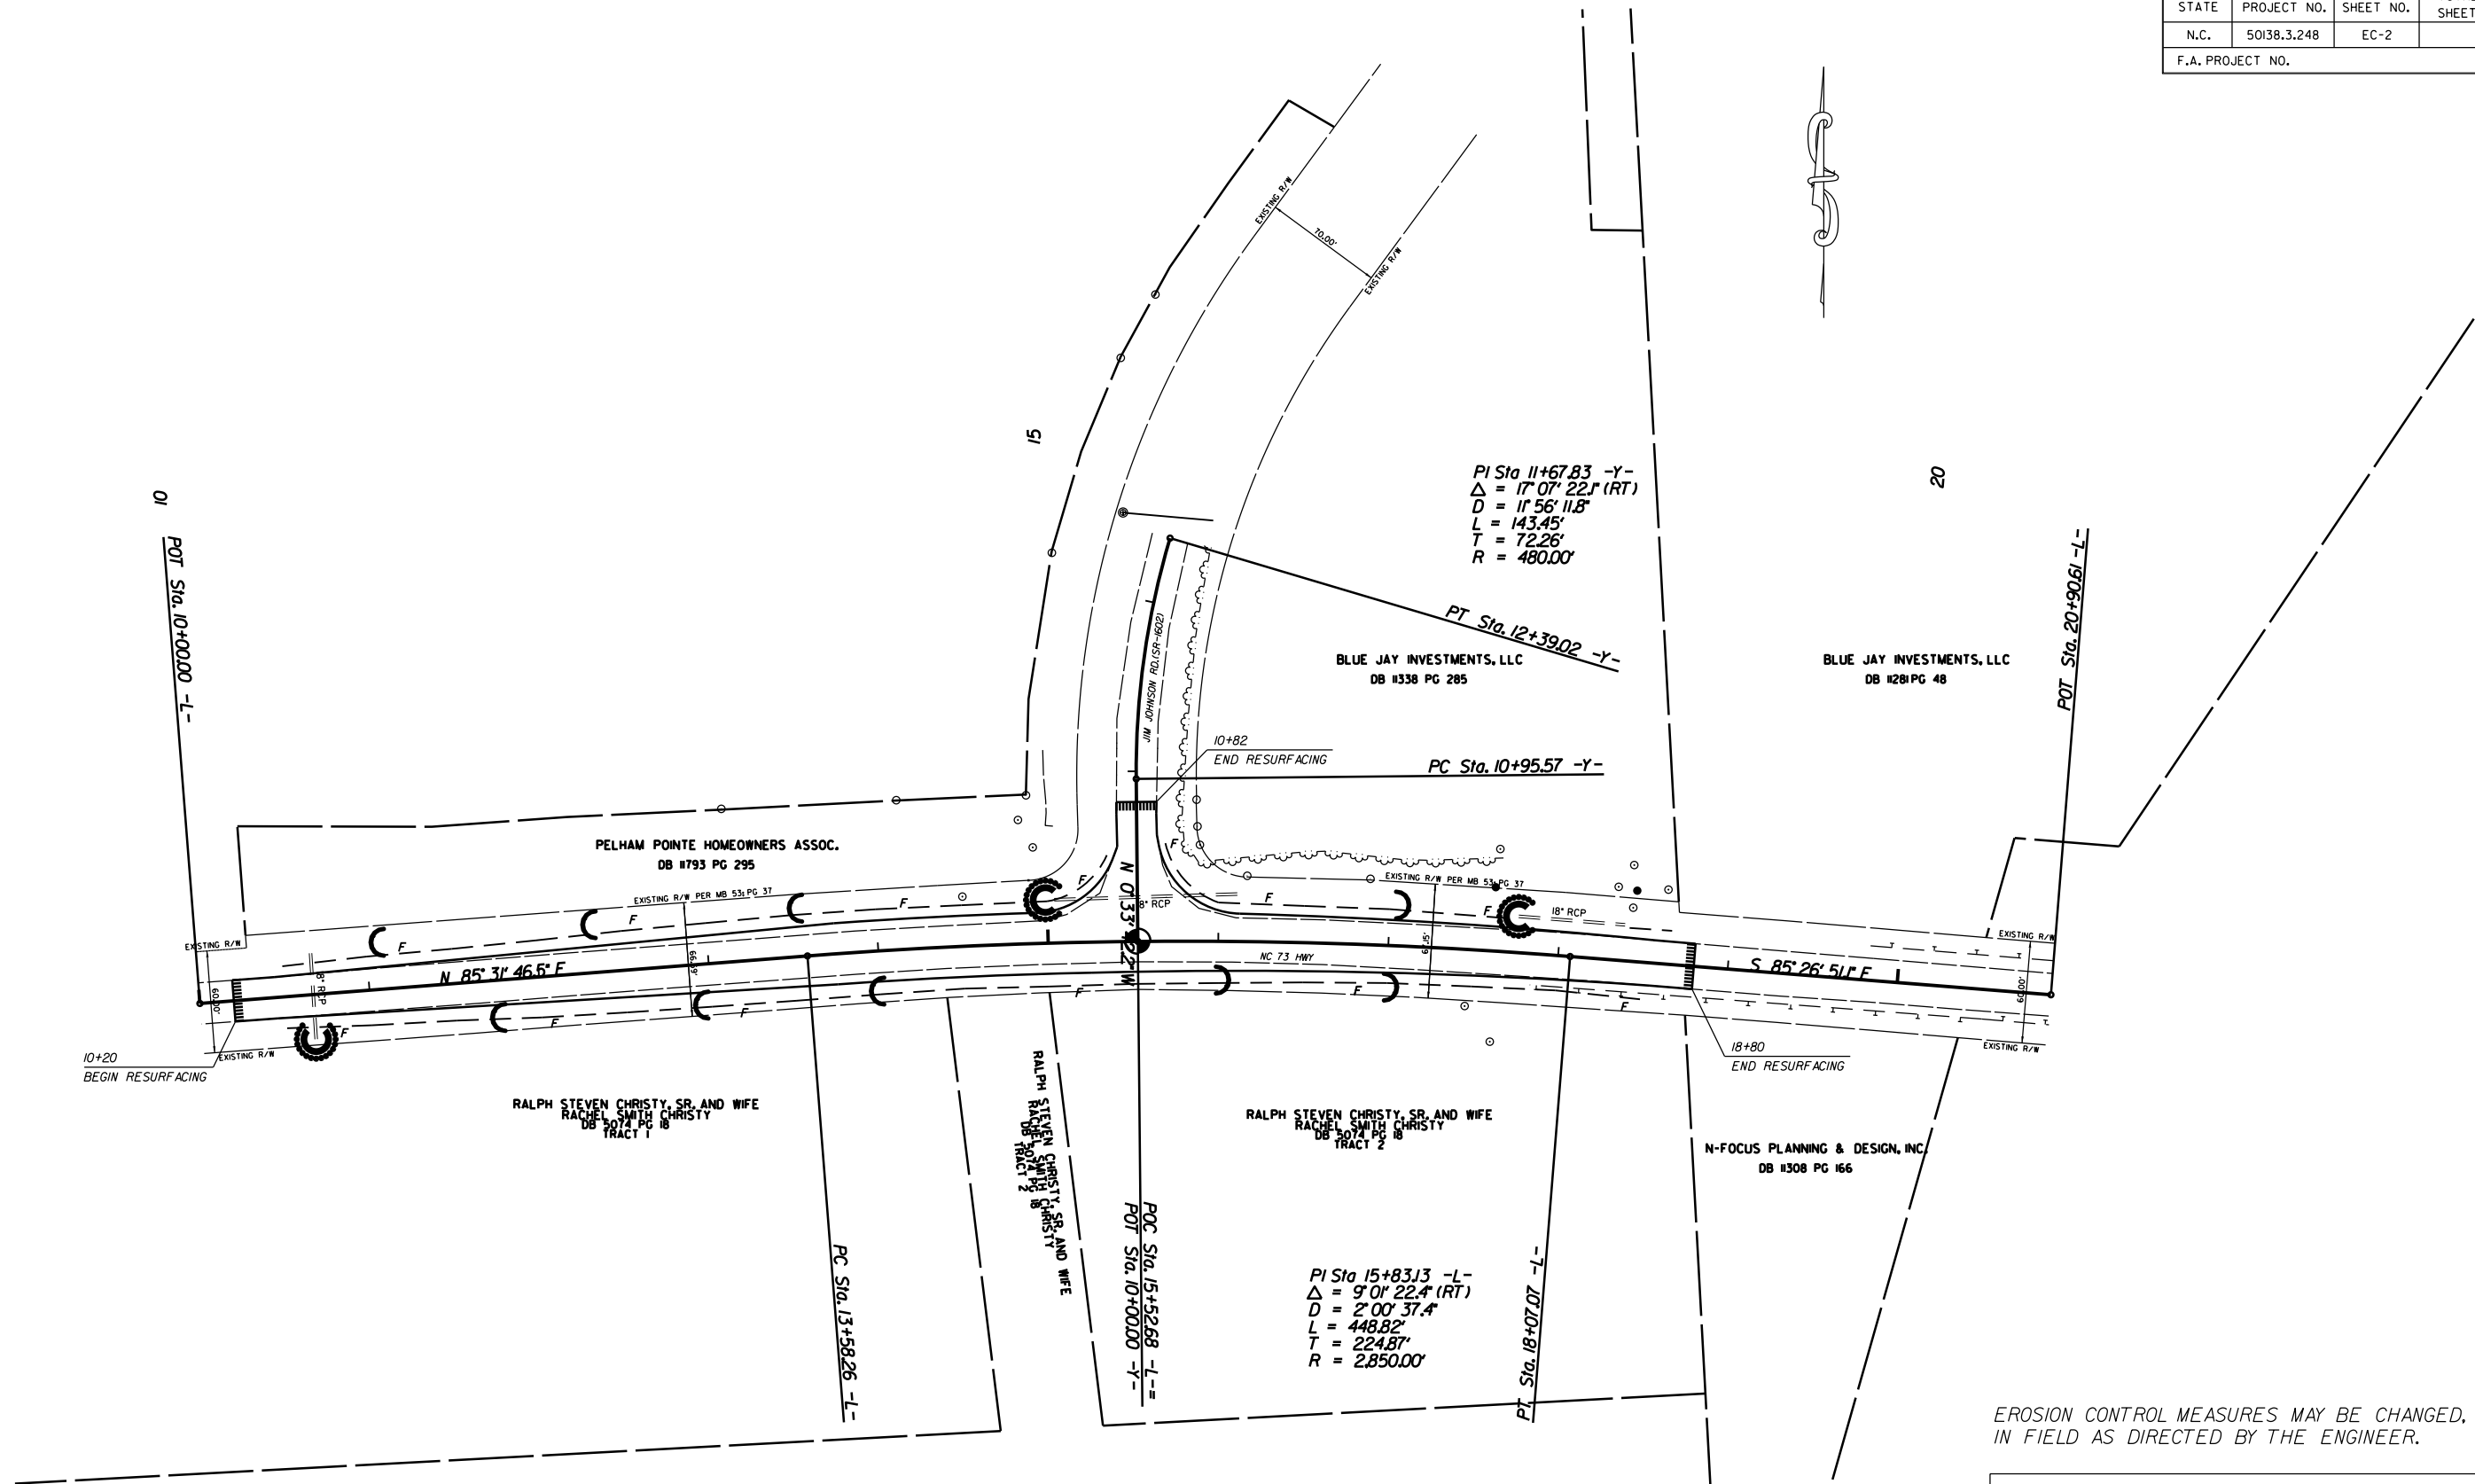 STATE PROJECT NO. SHEET NO.
N.C. 50138.3.248 EC-2
F.A. PROJECT NO.
EXISTING R/W
70.00'
EXISTING R/W
15
20
10
POT Sta. 10+00.00 -L-
PI Sta 11+67.83 -Y-
Δ = 17° 07' 22.1" (RT)
D = 11° 56' 11.8"
L = 143.45'
T = 72.26'
R = 480.00'
PT Sta. 12+39.02 -Y-
JIM JOHNSON RD.(SR-1602)
BLUE JAY INVESTMENTS, LLC
DB 11338 PG 285
BLUE JAY INVESTMENTS, LLC
DB 11281 PG 48
POT Sta. 20+90.61 -L-
10+82
END RESURFACING
PC Sta. 10+95.57 -Y-
PELHAM POINTE HOMEOWNERS ASSOC.
DB 11793 PG 295
EXISTING R/W PER MB 53; PG 37
EXISTING R/W PER MB 53; PG 37
EXISTING R/W
EXISTING R/W
F
F
F
F
F
F
F
18" RCP
18" RCP
8" RCP
N 85° 31' 46.5" E
NC 73 HWY
S 85° 26' 51.1" E
60.00'
60.00'
F
F
F
F
F
F
10+20
BEGIN RESURFACING
EXISTING R/W
EXISTING R/W
18+80
END RESURFACING
RALPH STEVEN CHRISTY, SR. AND WIFE
RACHEL SMITH CHRISTY
DB 5074 PG 18
TRACT 1
RALPH STEVEN CHRISTY, SR. AND WIFE
RACHEL SMITH CHRISTY
DB 5074 PG 18
TRACT 2
RALPH STEVEN CHRISTY, SR. AND WIFE
RACHEL SMITH CHRISTY
DB 5074 PG 18
TRACT 2
N-FOCUS PLANNING & DESIGN, INC.
DB 11308 PG 166
PC Sta. 13+58.26 -L-
POC Sta. 15+52.68 -L-=
POT Sta. 10+00.00 -Y-
PI Sta 15+83.13 -L-
Δ = 9° 01' 22.4" (RT)
D = 2° 00' 37.4"
L = 448.82'
T = 224.87'
R = 2,850.00'
PT Sta. 18+07.07 -L-
EROSION CONTROL MEASURES MAY BE CHANGED,
IN FIELD AS DIRECTED BY THE ENGINEER.